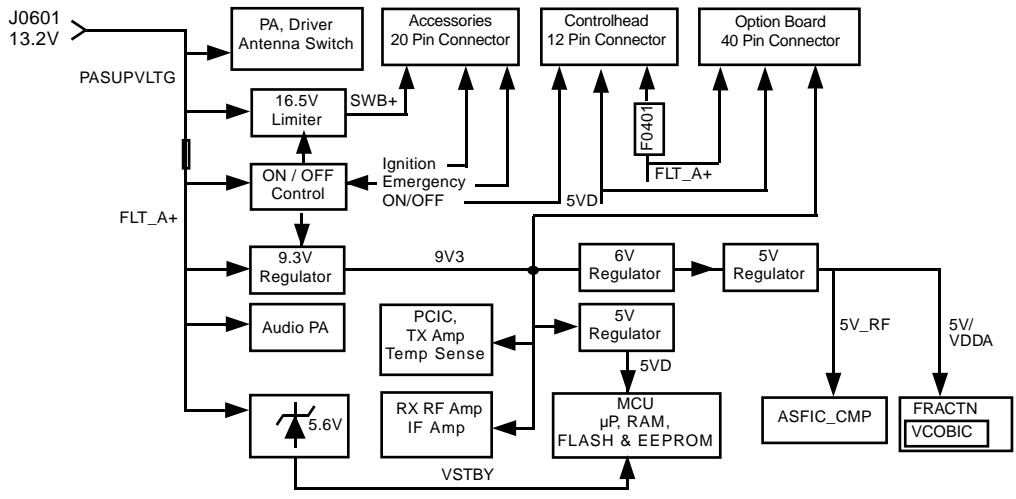 J0601
13.2V
PA, Driver
Antenna Switch
Accessories
20 Pin Connector
Controlhead
12 Pin Connector
Option Board
40 Pin Connector
PASUPVLTG
16.5V
Limiter
SWB+
F0401
ON / OFF
Control
Ignition
Emergency
ON/OFF
FLT_A+
5VD
FLT_A+
9.3V
Regulator
9V3
6V
Regulator
5V
Regulator
Audio PA
PCIC,
TX Amp
Temp Sense
5V
Regulator
5V_RF
5V/
VDDA
5VD
5.6V
RX RF Amp
IF Amp
MCU
µP, RAM,
FLASH & EEPROM
ASFIC_CMP
FRACTN
VCOBIC
VSTBY